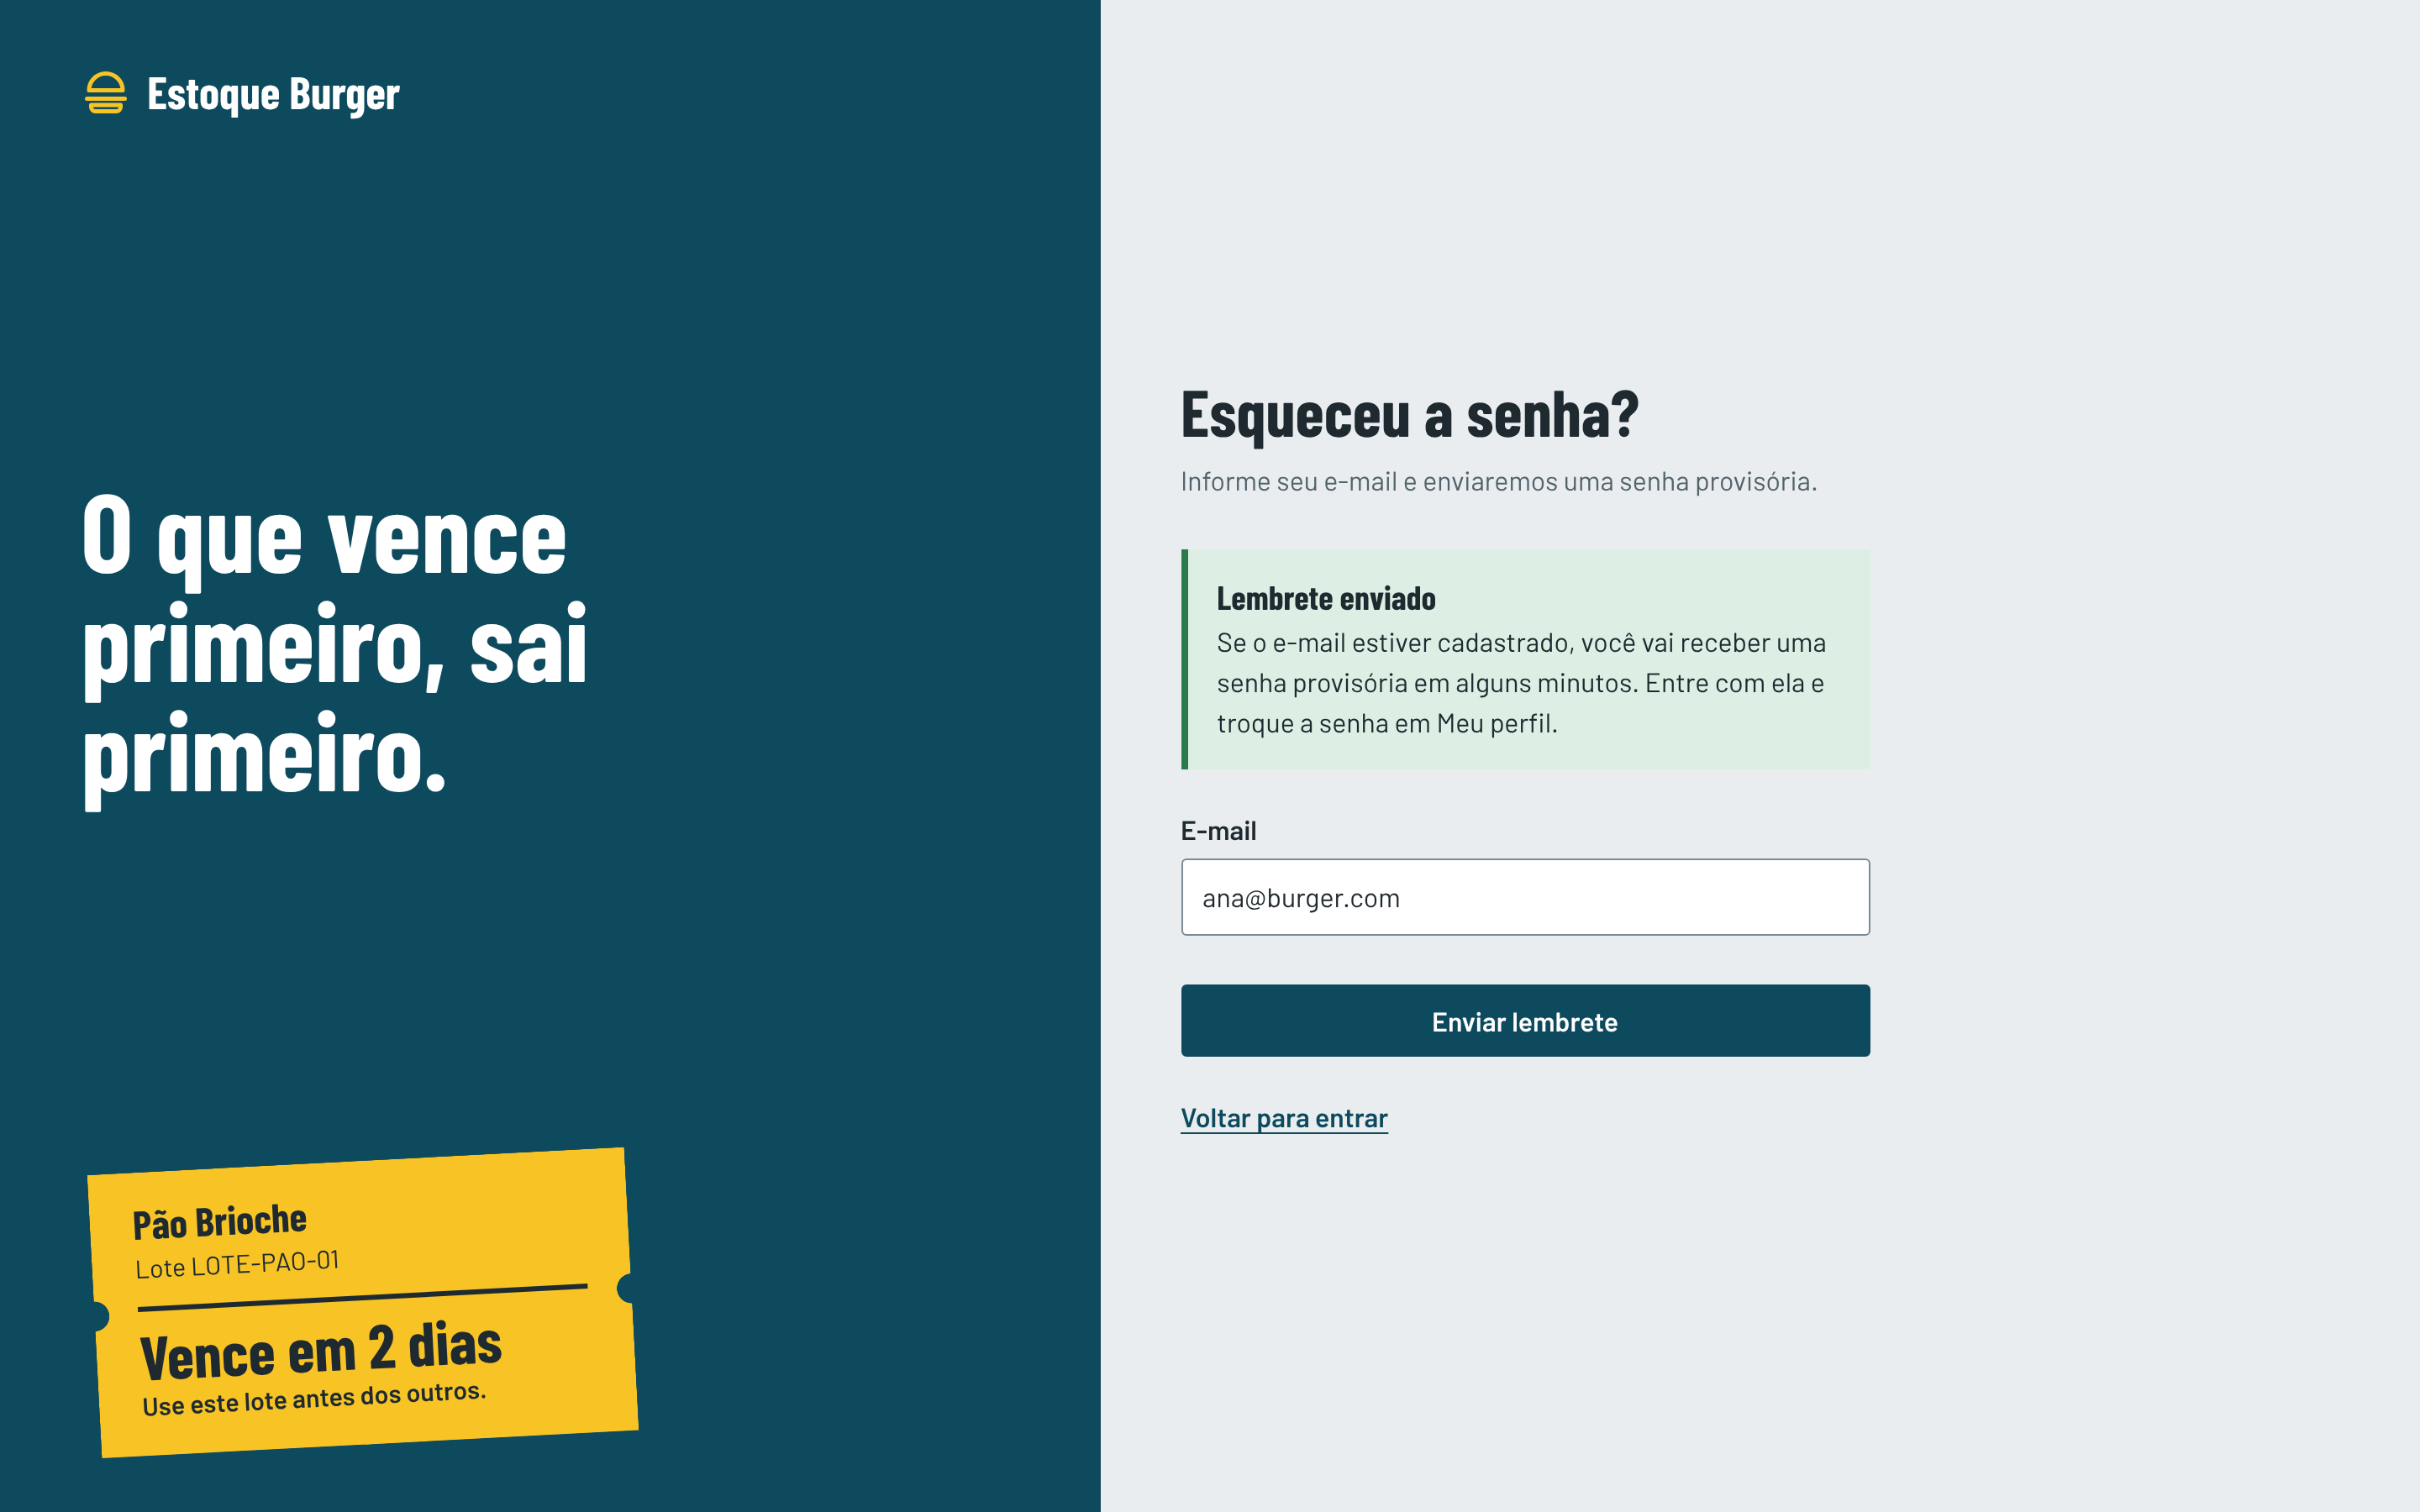 Estoque Burger
O que vence
primeiro, sai
primeiro.
Pão Brioche
Lote LOTE-PAO-01
Vence em 2 dias
Use este lote antes dos outros.
Esqueceu a senha?
Informe seu e-mail e enviaremos uma senha provisória.
Lembrete enviado
Se o e-mail estiver cadastrado, você vai receber uma
senha provisória em alguns minutos. Entre com ela e
troque a senha em Meu perfil.
E-mail
ana@burger.com
Enviar lembrete
Voltar para entrar